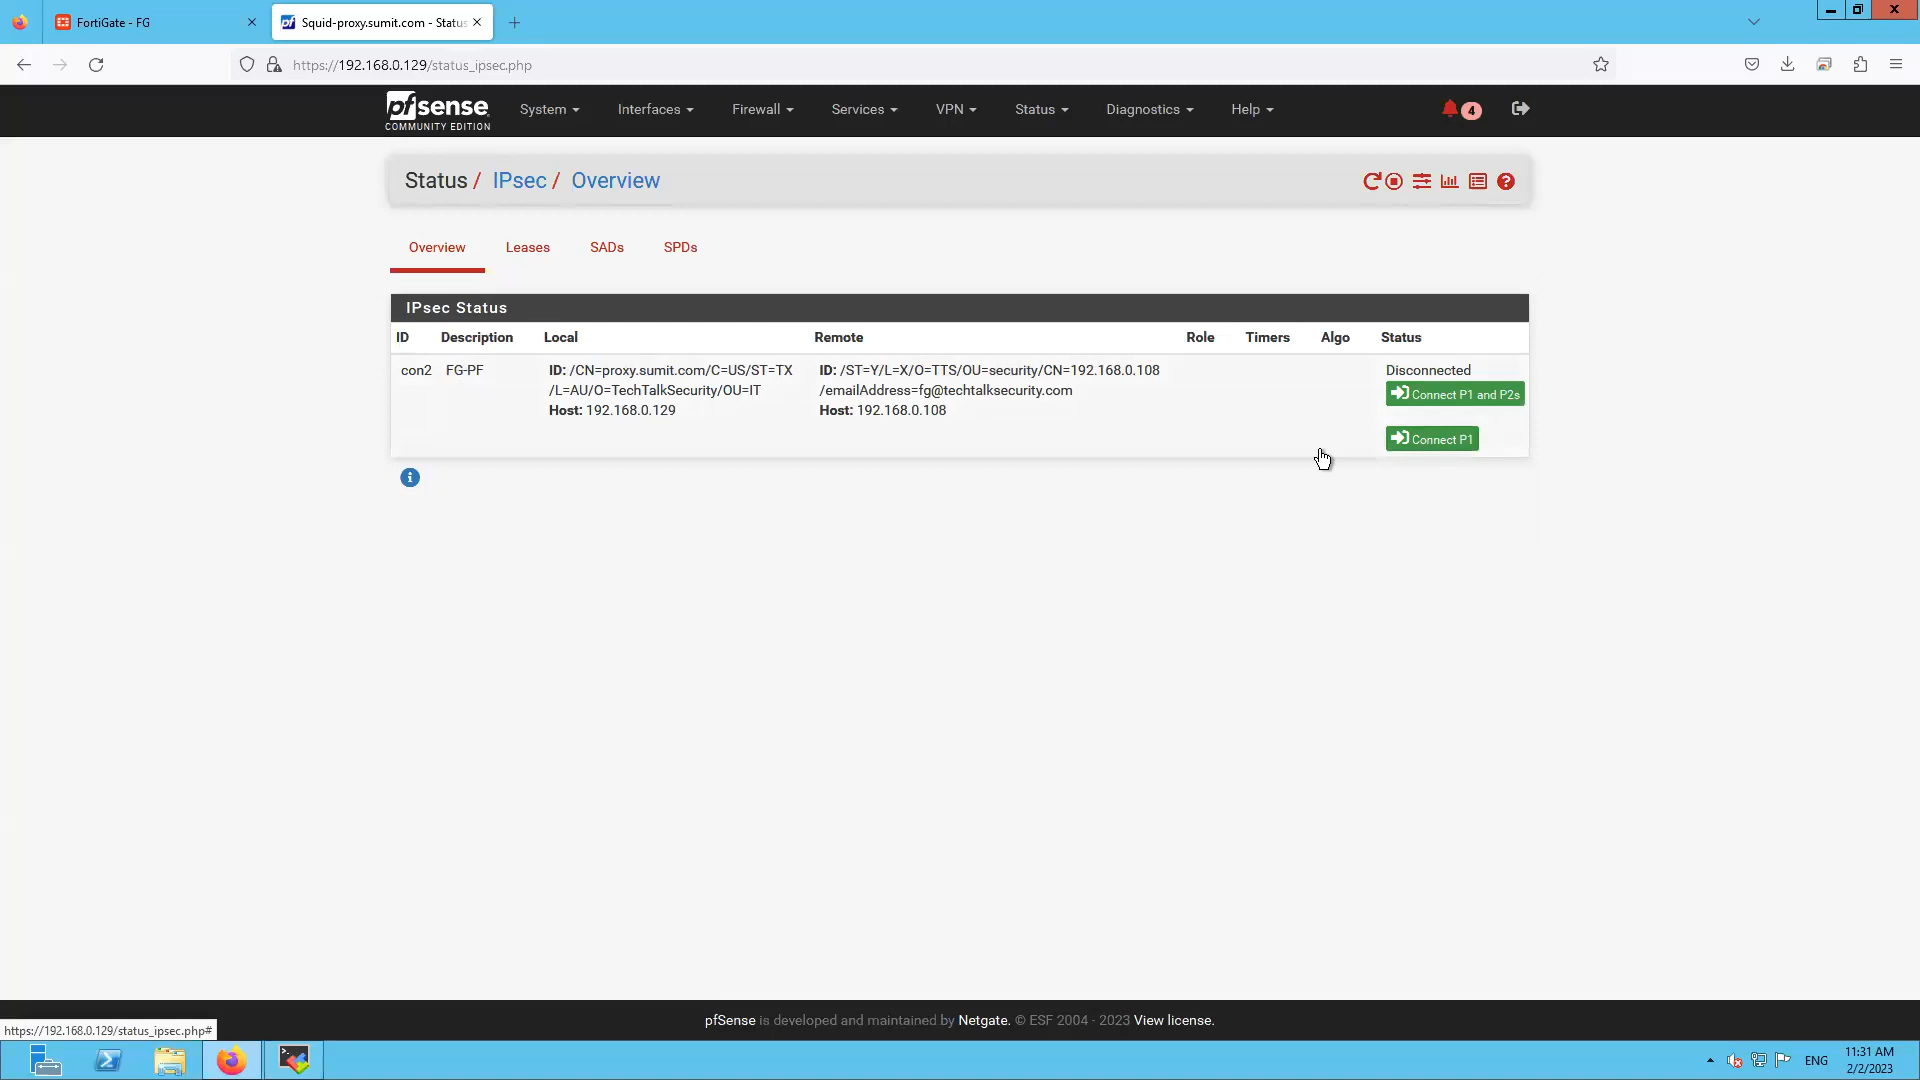 FortiGate - FG
Squid-proxy.sumit.com - Status
https://192.168.0.129/status_ipsec.php
pfsense
COMMUNITY EDITION
System
Interfaces
Firewall
Services
VPN
Status
Diagnostics
Help
4
Status / IPsec / Overview
Overview
Leases
SADs
SPDs
IPsec Status
ID Description Local Remote Role Timers Algo Status
con2 FG-PF
ID: /CN=proxy.sumit.com/C=US/ST=TX
/L=AU/O=TechTalkSecurity/OU=IT
Host: 192.168.0.129
ID: /ST=Y/L=X/O=TTS/OU=security/CN=192.168.0.108
/emailAddress=fg@techtalksecurity.com
Host: 192.168.0.108
Disconnected
Connect P1 and P2s
Connect P1
pfSense is developed and maintained by Netgate. © ESF 2004 - 2023 View license.
https://192.168.0.129/status_ipsec.php#
ENG
11:31 AM
2/2/2023